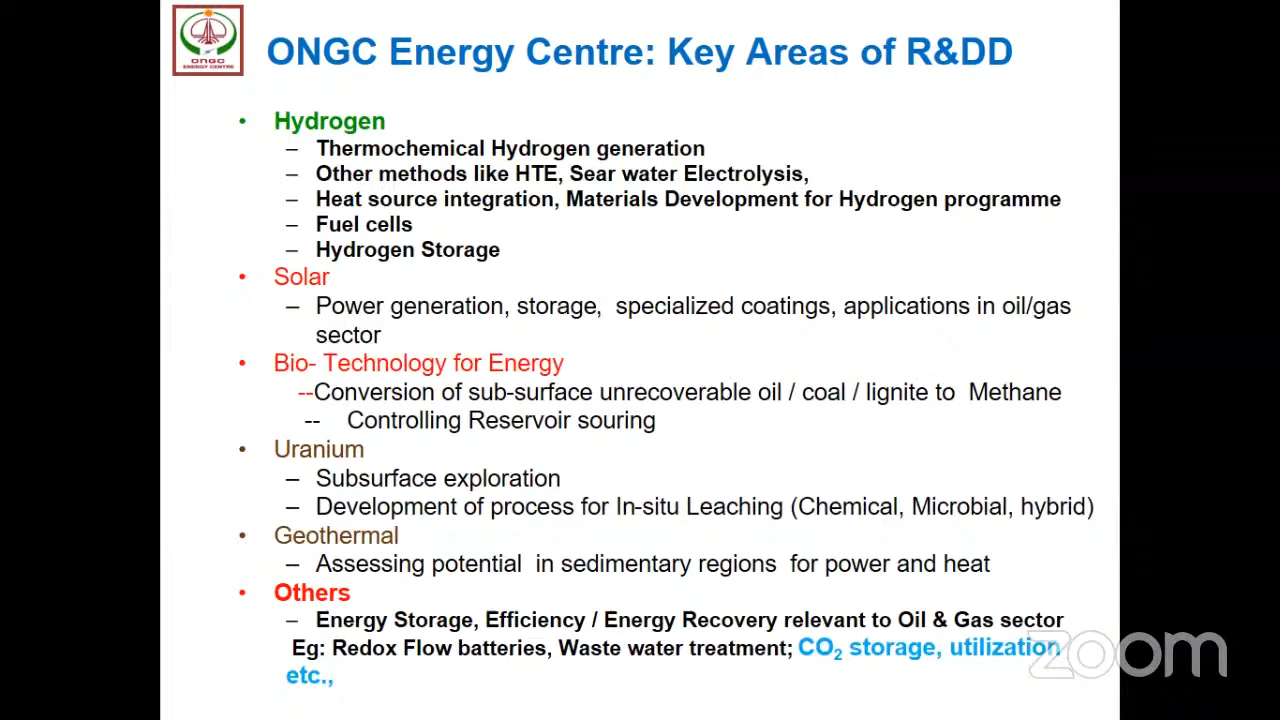 ONGC
ENERGY CENTRE
ONGC Energy Centre: Key Areas of R&DD
• Hydrogen
– Thermochemical Hydrogen generation
– Other methods like HTE, Sear water Electrolysis,
– Heat source integration, Materials Development for Hydrogen programme
– Fuel cells
– Hydrogen Storage
• Solar
– Power generation, storage, specialized coatings, applications in oil/gas
sector
• Bio- Technology for Energy
--Conversion of sub-surface unrecoverable oil / coal / lignite to Methane
-- Controlling Reservoir souring
• Uranium
– Subsurface exploration
– Development of process for In-situ Leaching (Chemical, Microbial, hybrid)
• Geothermal
– Assessing potential in sedimentary regions for power and heat
• Others
– Energy Storage, Efficiency / Energy Recovery relevant to Oil & Gas sector
Eg: Redox Flow batteries, Waste water treatment; CO₂ storage, utilization
etc.,
zoom